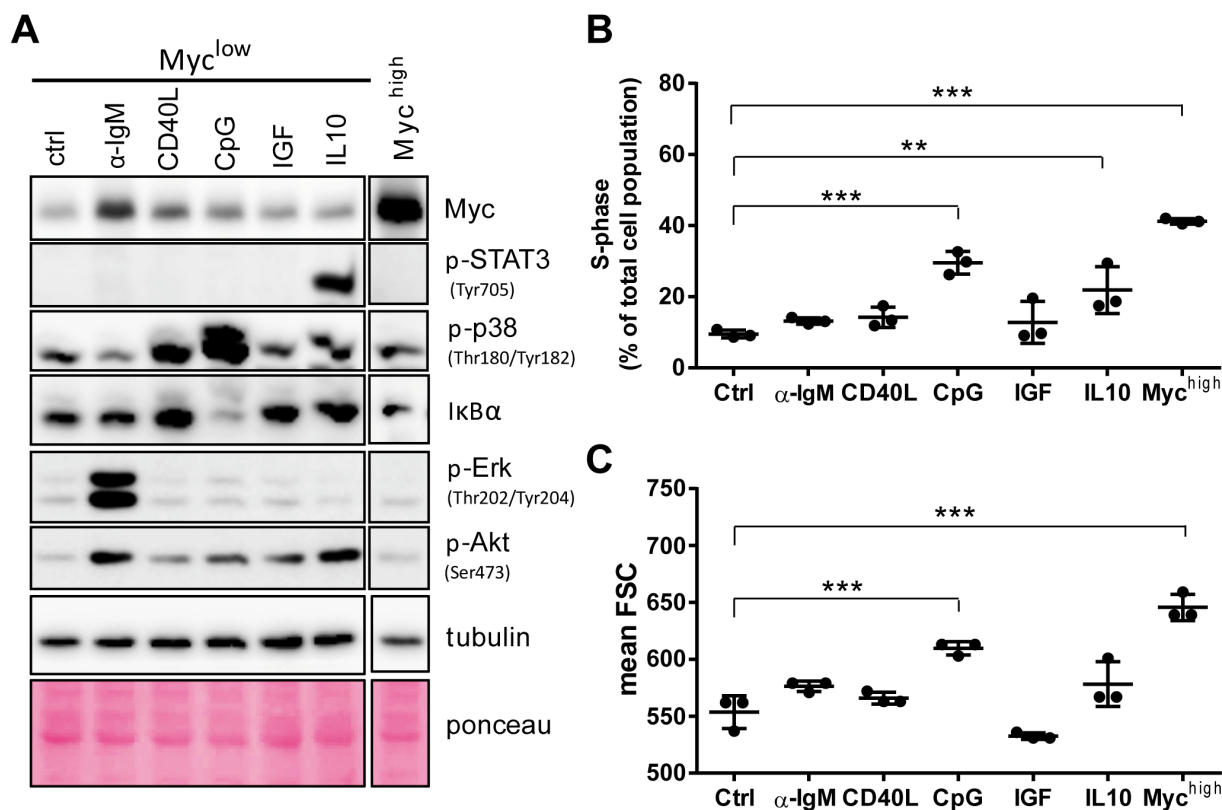 A
Myc^low
ctrl
α-IgM
CD40L
CpG
IGF
IL10
Myc^high
Myc
p-STAT3
(Tyr705)
p-p38
(Thr180/Tyr182)
IκBα
p-Erk
(Thr202/Tyr204)
p-Akt
(Ser473)
tubulin
ponceau
B
S-phase
(% of total cell population)
80
60
40
20
0
***
**
***
Ctrl α-IgM CD40L CpG IGF IL10 Myc^high
C
mean FSC
750
700
650
600
550
500
***
***
Ctrl α-IgM CD40L CpG IGF IL10 Myc^high